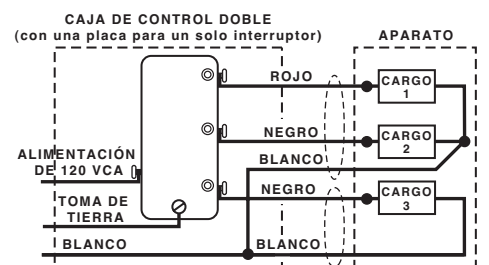 CAJA DE CONTROL DOBLE
(con una placa para un solo interruptor)
APARATO
ROJO
CARGO
1
NEGRO
CARGO
2
ALIMENTACIÓN
DE 120 VCA
BLANCO
NEGRO
CARGO
3
TOMA DE
TIERRA
BLANCO
BLANCO